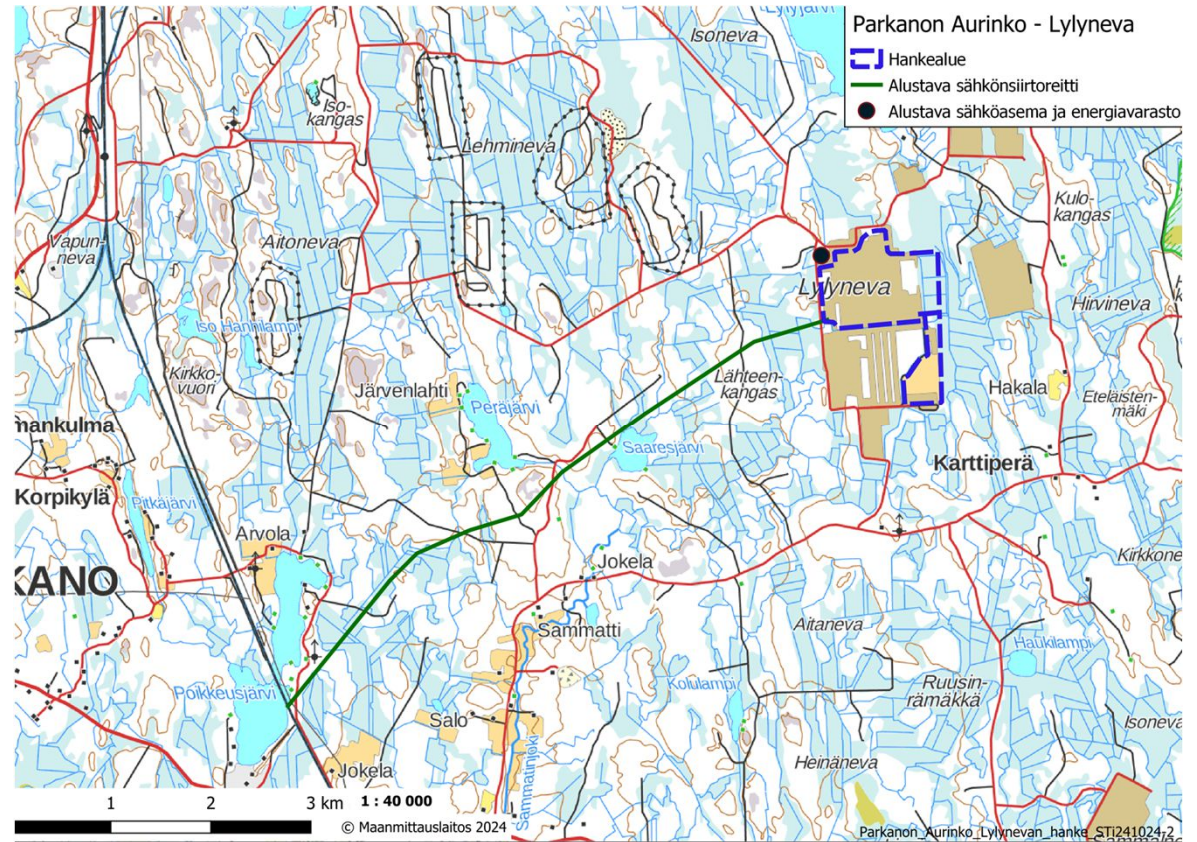 Parkanon Aurinko - Lylyneva
Hankealue
Alustava sähkönsiirtoreitti
Alustava sähköasema ja energiavarasto
Isoneva
Iso-
kangas
Lehmineva
Kulo-
kangas
Vapun-
neva
Aitoneva
Lylyneva
Hirvineva
Iso Hannilampi
Kirkko-
vuori
Järvenlahti
Peräjärvi
Lähteen-
kangas
Hakala
Eteläisten-
mäki
mankulma
Saaresjärvi
Karttiperä
Korpikylä
Pitkäjärvi
Arvola
Jokela
Kirkkone
KANO
Sammatti
Aitaneva
Haukilampi
Poikkeusjärvi
Kolulampi
Ruusin-
rämäkkä
Salo
Isoneva
Jokela
Sammatinjoki
Heinäneva
1 2 3 km 1 : 40 000
© Maanmittauslaitos 2024
Parkanon_Aurinko_Lylynevan_hanke_STi241024-2